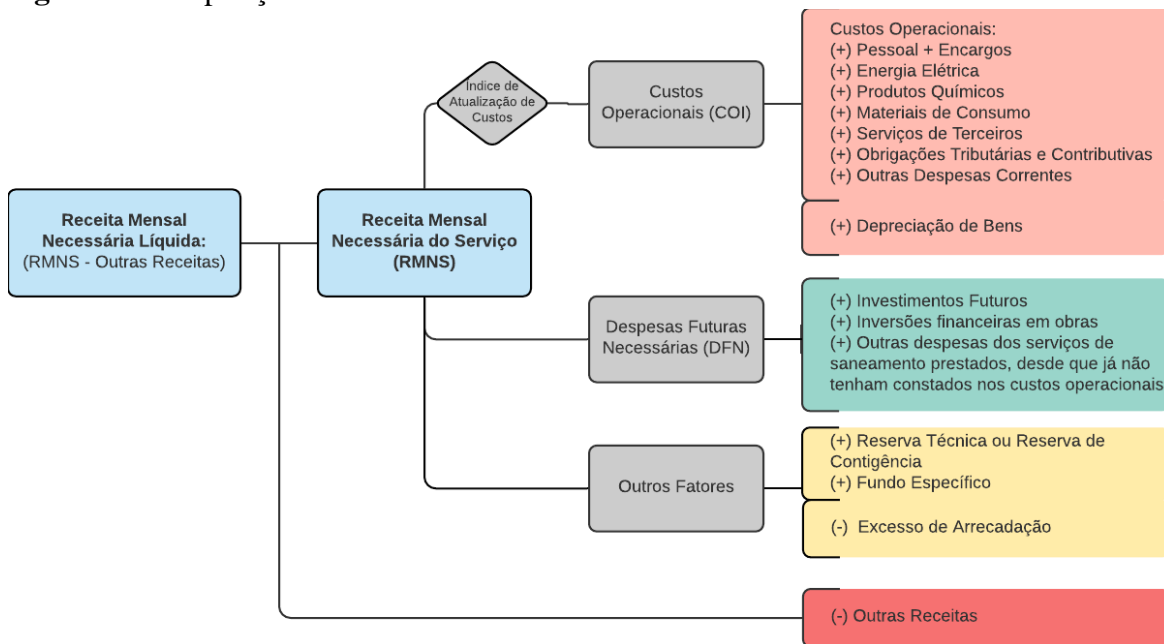 Custos Operacionais:
(+) Pessoal + Encargos
(+) Energia Elétrica
(+) Produtos Químicos
(+) Materiais de Consumo
(+) Serviços de Terceiros
(+) Obrigações Tributárias e Contributivas
(+) Outras Despesas Correntes
(+) Depreciação de Bens
Indice de
Atualização de
Custos
Custos
Operacionais (COI)
Receita Mensal
Necessária Líquida:
(RMNS - Outras Receitas)
Receita Mensal
Necessária do Serviço
(RMNS)
Despesas Futuras
Necessárias (DFN)
(+) Investimentos Futuros
(+) Inversões financeiras em obras
(+) Outras despesas dos serviços de
saneamento prestados, desde que já não
tenham constados nos custos operacionais
Outros Fatores
(+) Reserva Técnica ou Reserva de
Contigência
(+) Fundo Específico
(-) Excesso de Arrecadação
(-) Outras Receitas